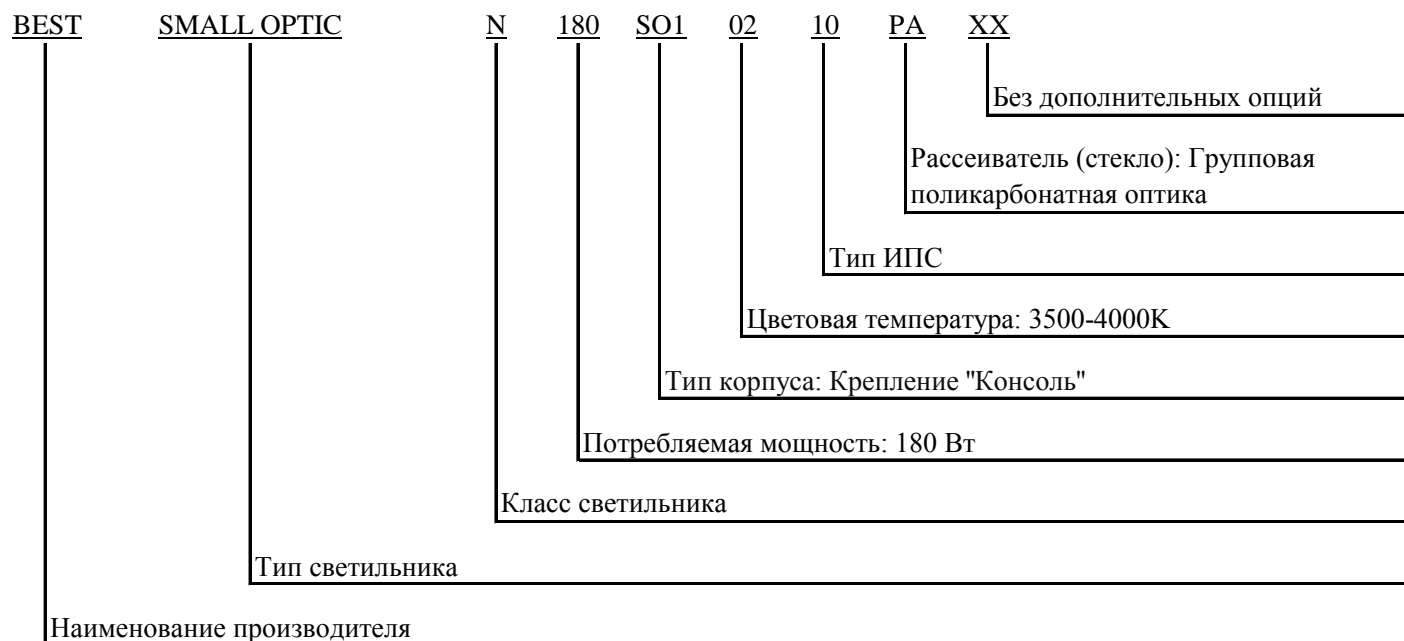 BEST SMALL OPTIC N 180 SO1 02 10 PA XX
Без дополнительных опций
Рассеиватель (стекло): Групповая
поликарбонатная оптика
Тип ИПС
Цветовая температура: 3500-4000К
Тип корпуса: Крепление "Консоль"
Потребляемая мощность: 180 Вт
Класс светильника
Тип светильника
Наименование производителя